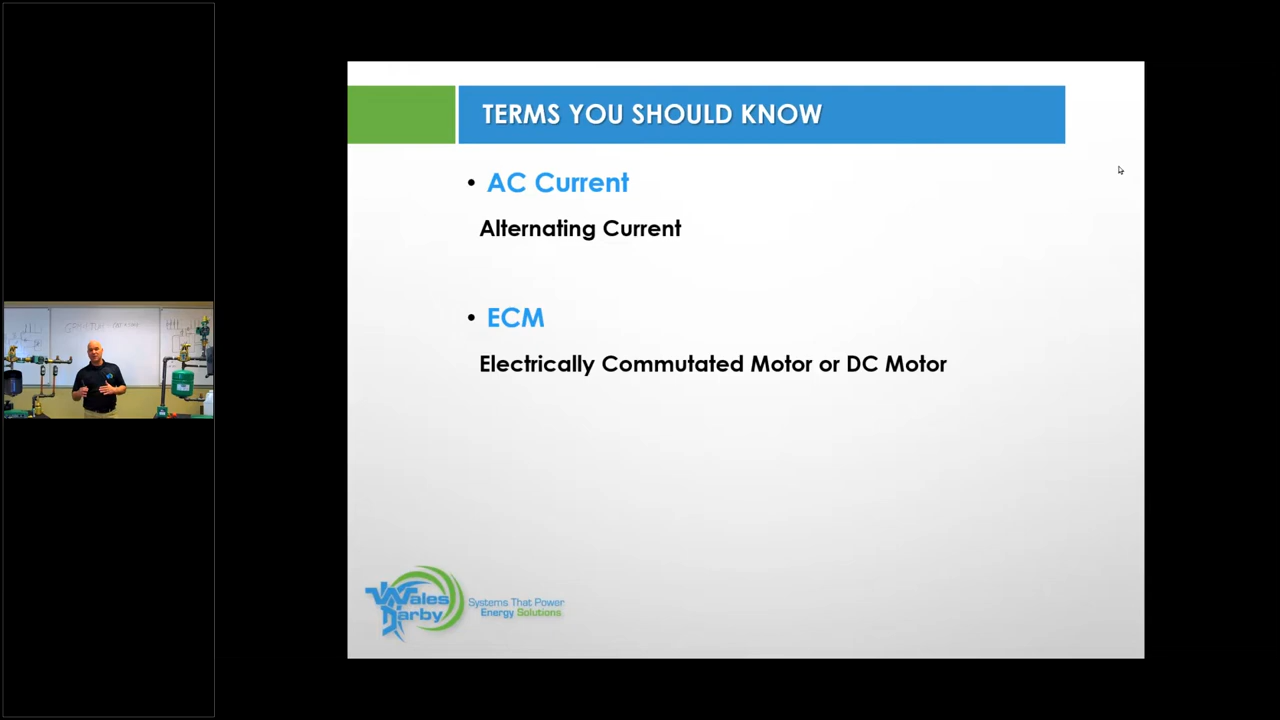 TERMS YOU SHOULD KNOW
• AC Current
Alternating Current
• ECM
Electrically Commutated Motor or DC Motor
Wales
Darby
Systems That Power
Energy Solutions